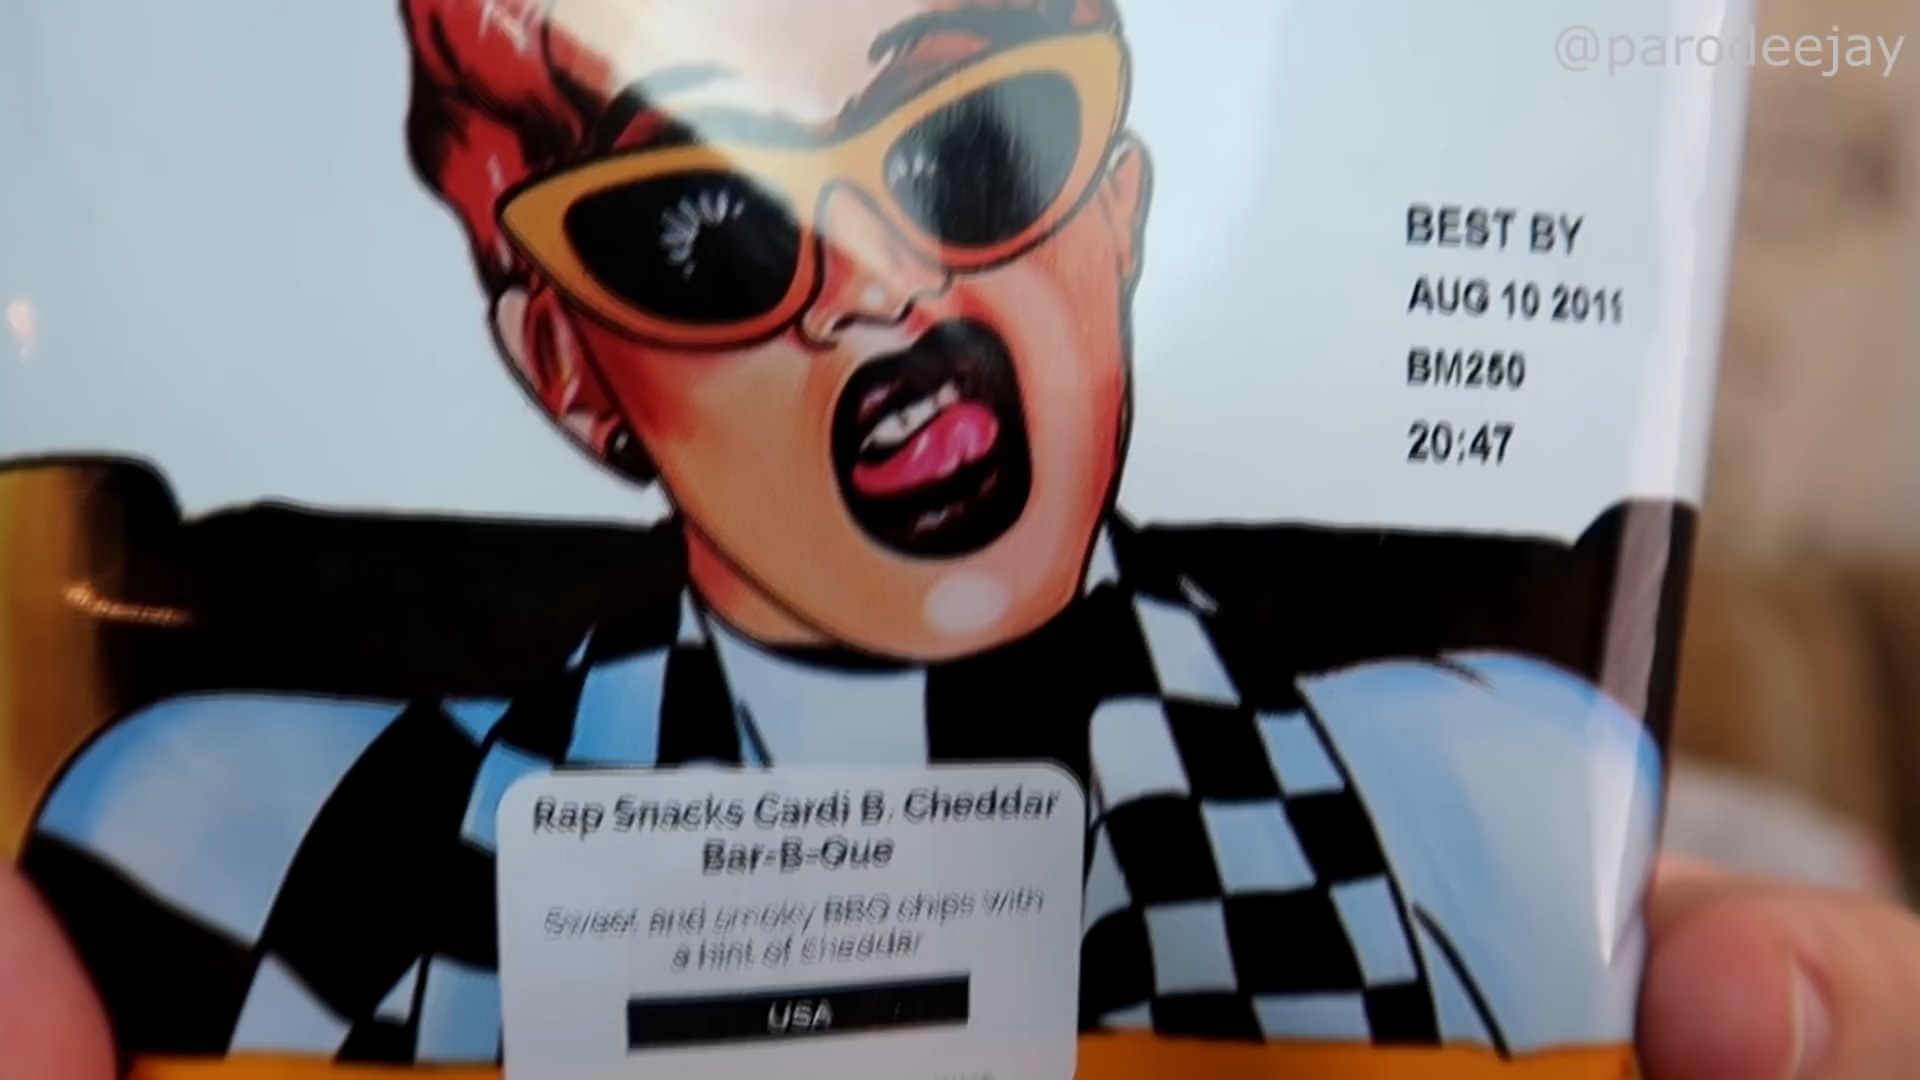 @parodeejay
BEST BY
AUG 10 2019
BM250
20:47
Rap Snacks Cardi B. Cheddar
Bar-B-Que
Sweet and smoky BBQ chips with
a hint of cheddar
USA